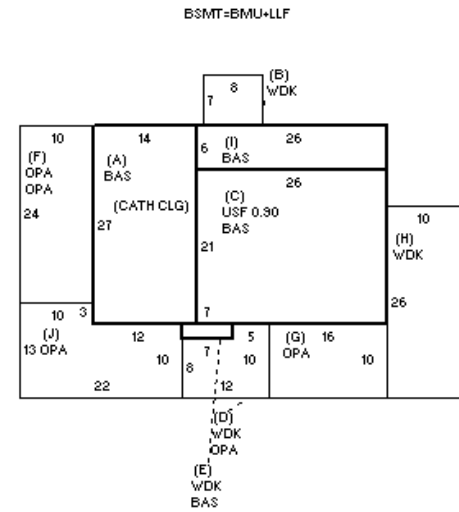 BSMT=BMU+LLF
8
(B)
WDK
7
10
14
26
(F)
OPA
OPA
(A)
BAS
6
(I)
BAS
26
(CATH CLG)
(C)
USF 0.90
BAS
24
27
21
10
(H)
WDK
26
10
3
7
(J)
13 OPA
12
5
(G)
16
OPA
7
10
8
10
10
22
12
(D)
WDK
OPA
(E)
WDK
BAS